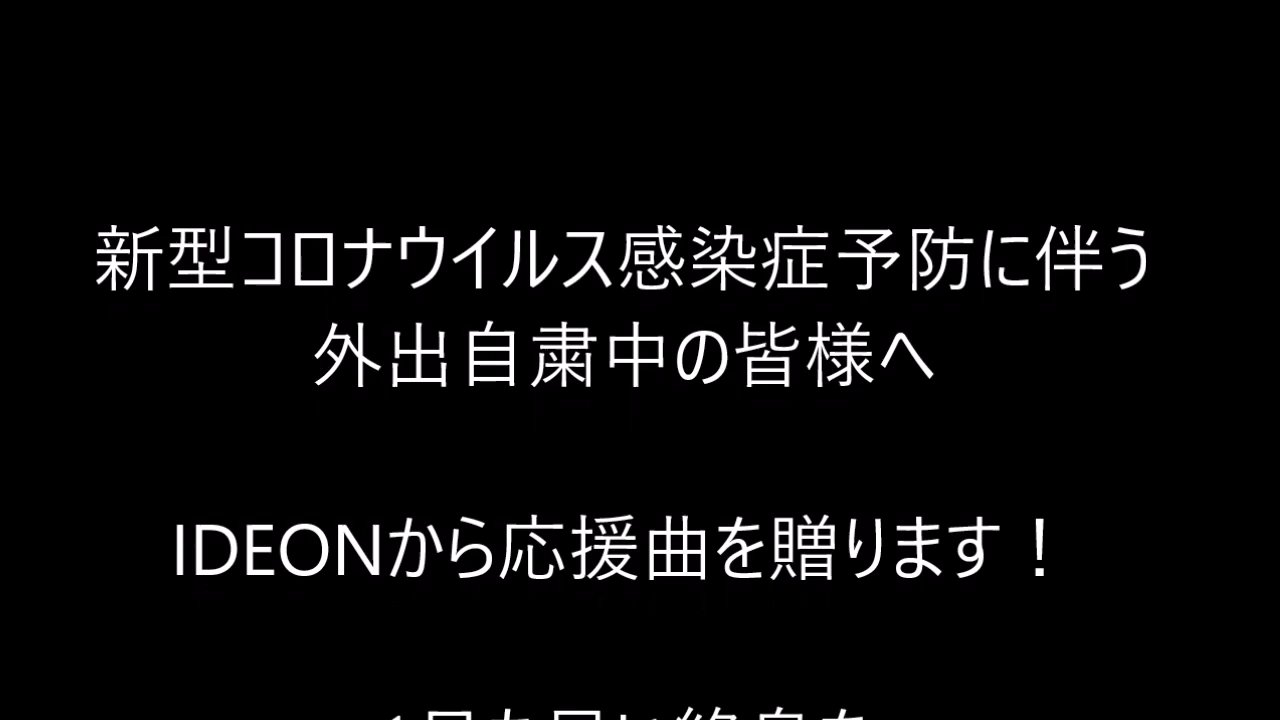 新型コロナウイルス感染症予防に伴う
外出自粛中の皆様へ
IDEONから応援曲を贈ります！